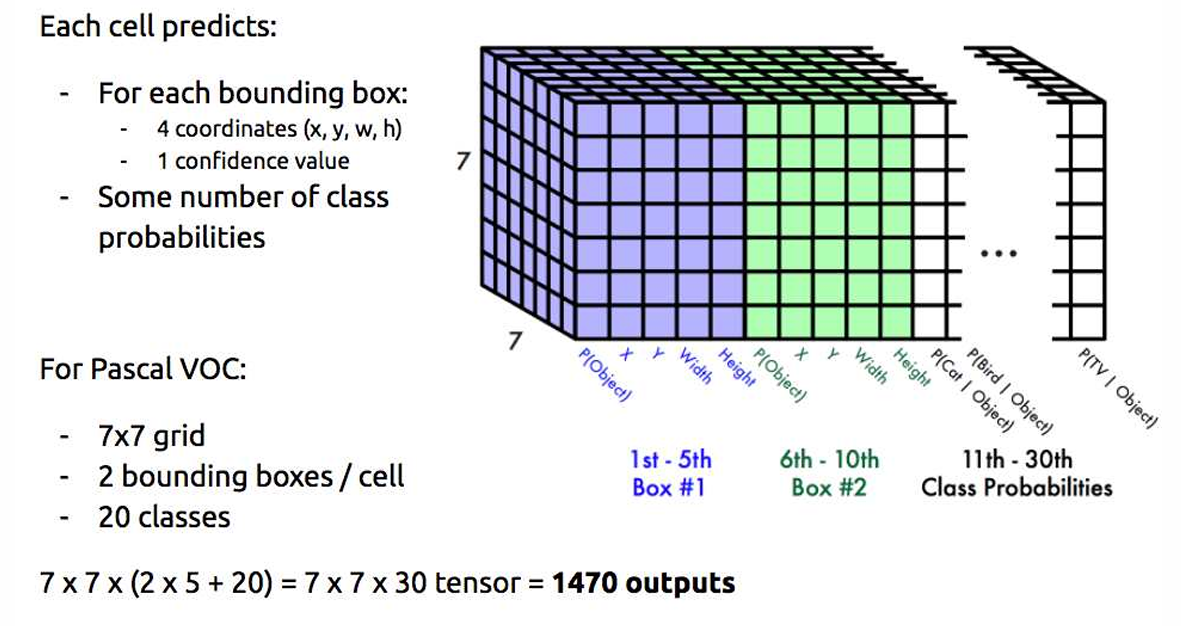 Each cell predicts:
- For each bounding box:
- 4 coordinates (x, y, w, h)
- 1 confidence value
- Some number of class
probabilities
For Pascal VOC:
- 7x7 grid
- 2 bounding boxes / cell
- 20 classes
7 x 7 x (2 x 5 + 20) = 7 x 7 x 30 tensor = 1470 outputs
7
7
...
P(Object)
X
Y
Width
Height
P(Object)
X
Y
Width
Height
P(Cat | Object)
P(Bird | Object)
P(TV | Object)
1st - 5th
Box #1
6th - 10th
Box #2
11th - 30th
Class Probabilities